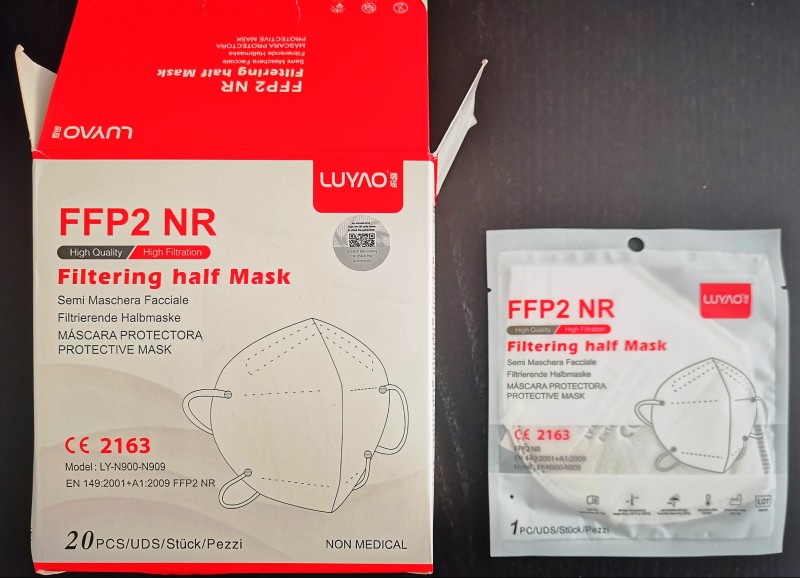 PROTECTIVE MASK
MÁSCARA PROTECTORA
Filtrierende Halbmaske
Semi Maschera Facciale
Filtering half Mask
FFP2 NR
LUYAO
LUYAO
FFP2 NR
High Quality High Filtration
Filtering half Mask
Semi Maschera Facciale
Filtrierende Halbmaske
MÁSCARA PROTECTORA
PROTECTIVE MASK
CE 2163
Model: LY-N900-N909
EN 149:2001+A1:2009 FFP2 NR
20PCS/UDS/Stück/Pezzi
NON MEDICAL
LUYAO
FFP2 NR
High Quality High Filtration
Filtering half Mask
Semi Maschera Facciale
Filtrierende Halbmaske
MÁSCARA PROTECTORA
PROTECTIVE MASK
CE 2163
FFP2 NR
EN 149:2001+A1:2009
Model: LY-N900-N909
LOT
1PC/UDS/Stück/Pezzi